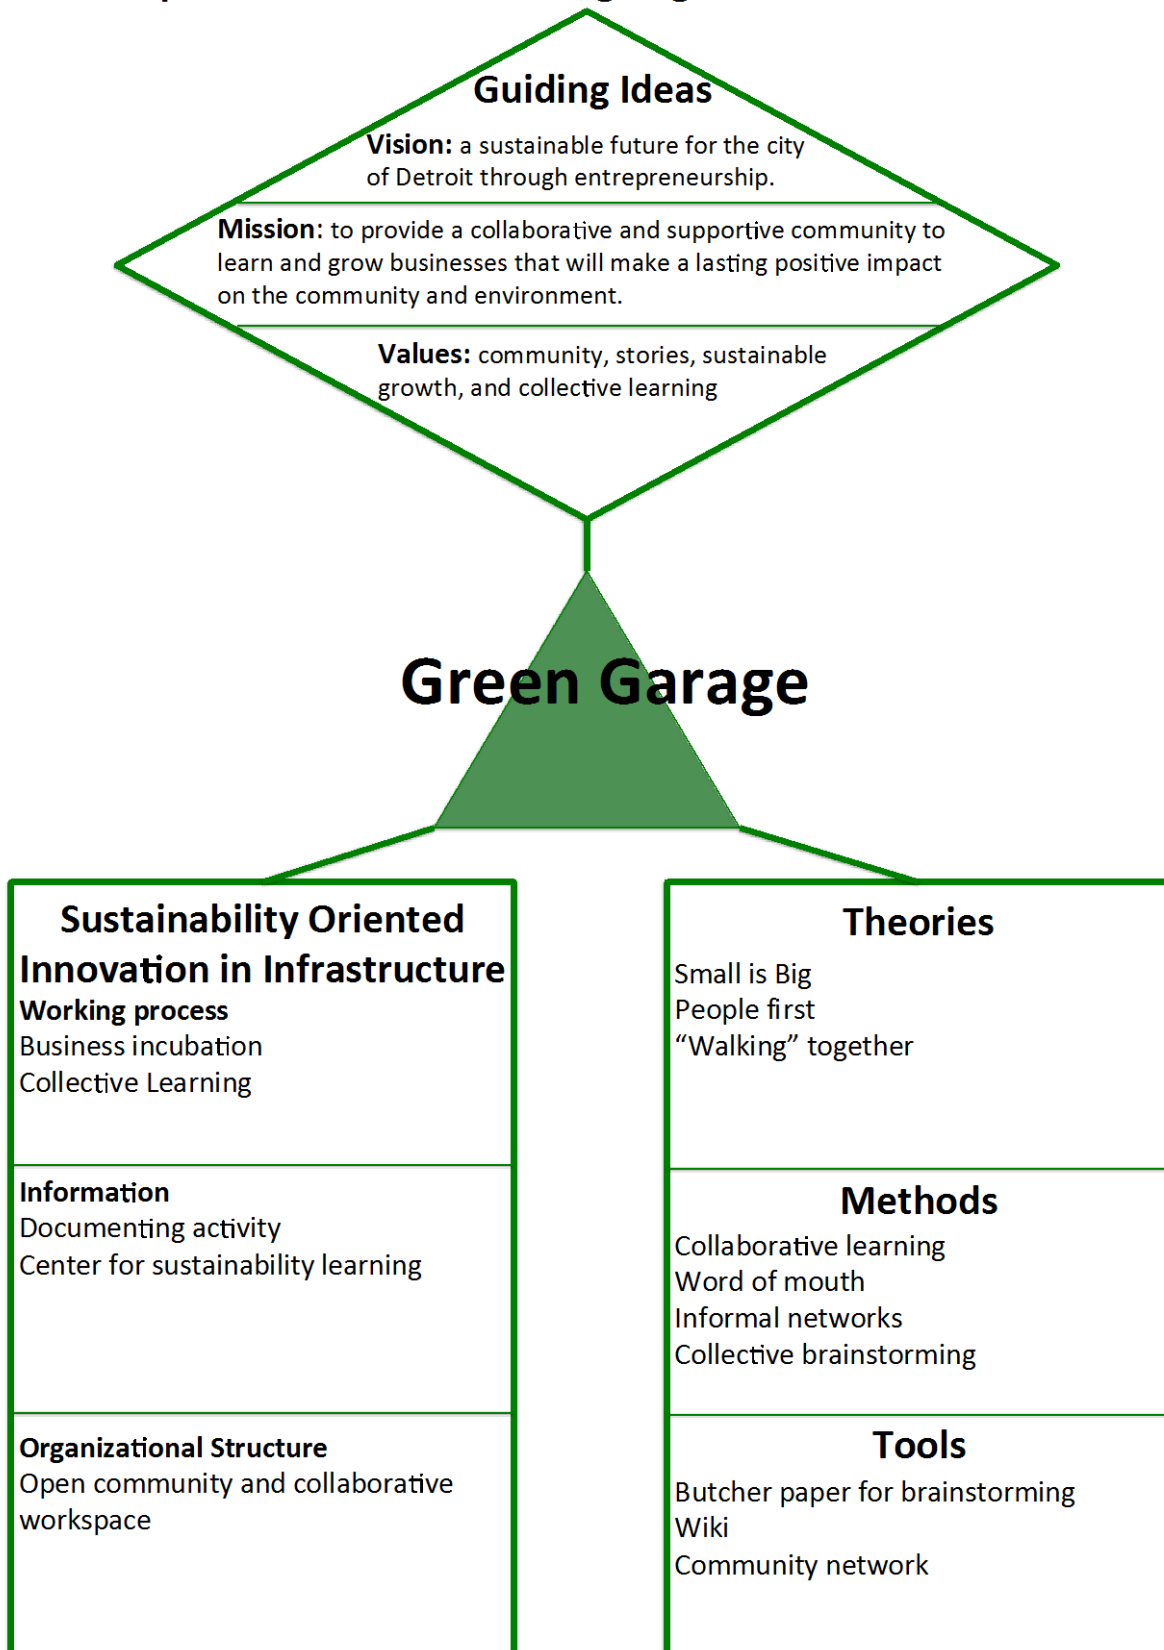 Guiding Ideas
Vision: a sustainable future for the city
of Detroit through entrepreneurship.
Mission: to provide a collaborative and supportive community to
learn and grow businesses that will make a lasting positive impact
on the community and environment.
Values: community, stories, sustainable
growth, and collective learning
Green Garage
Sustainability Oriented
Innovation in Infrastructure
Working process
Business incubation
Collective Learning
Information
Documenting activity
Center for sustainability learning
Organizational Structure
Open community and collaborative
workspace
Theories
Small is Big
People first
“Walking” together
Methods
Collaborative learning
Word of mouth
Informal networks
Collective brainstorming
Tools
Butcher paper for brainstorming
Wiki
Community network